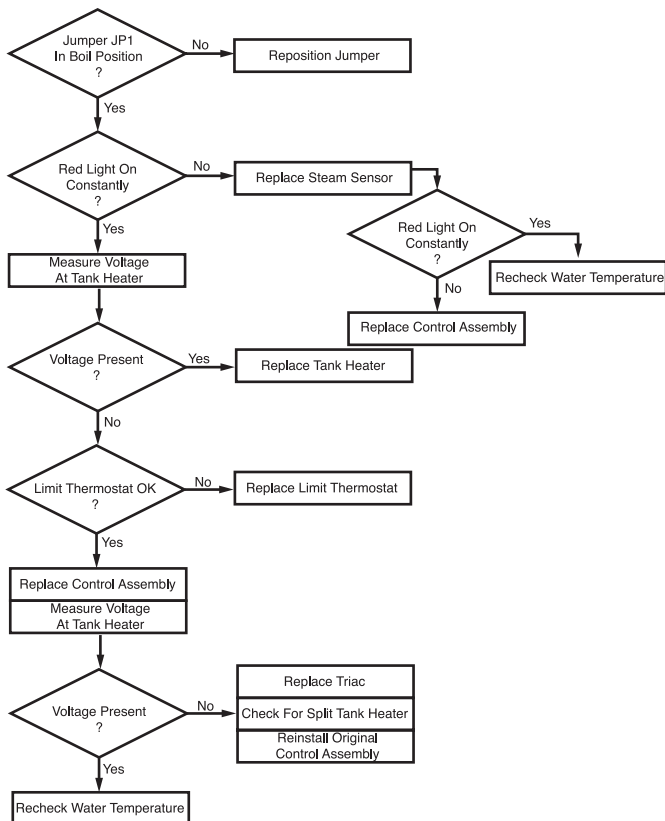 Jumper JP1
In Boil Position
?
No
Reposition Jumper
Yes
Red Light On
Constantly
?
No
Replace Steam Sensor
Red Light On
Constantly
?
Yes
Recheck Water Temperature
No
Replace Control Assembly
Yes
Measure Voltage
At Tank Heater
Voltage Present
?
Yes
Replace Tank Heater
No
Limit Thermostat OK
?
No
Replace Limit Thermostat
Yes
Replace Control Assembly
Measure Voltage
At Tank Heater
Voltage Present
?
No
Replace Triac
Check For Split Tank Heater
Reinstall Original
Control Assembly
Yes
Recheck Water Temperature